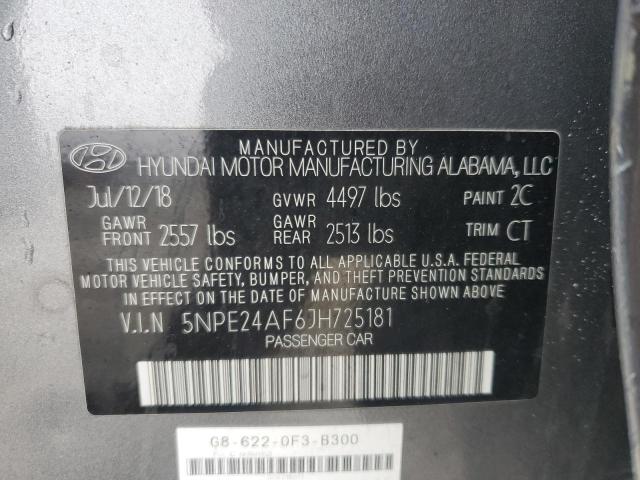 MANUFACTURED BY
HYUNDAI MOTOR MANUFACTURING ALABAMA, LLC
Jul/12/18 GVWR 4497 lbs PAINT 2C
GAWR FRONT 2557 lbs GAWR REAR 2513 lbs TRIM CT
THIS VEHICLE CONFORMS TO ALL APPLICABLE U.S.A. FEDERAL
MOTOR VEHICLE SAFETY, BUMPER, AND THEFT PREVENTION STANDARDS
IN EFFECT ON THE DATE OF MANUFACTURE SHOWN ABOVE.
V.I.N 5NPE24AF6JH725181
PASSENGER CAR
G8-622-0F3-B300